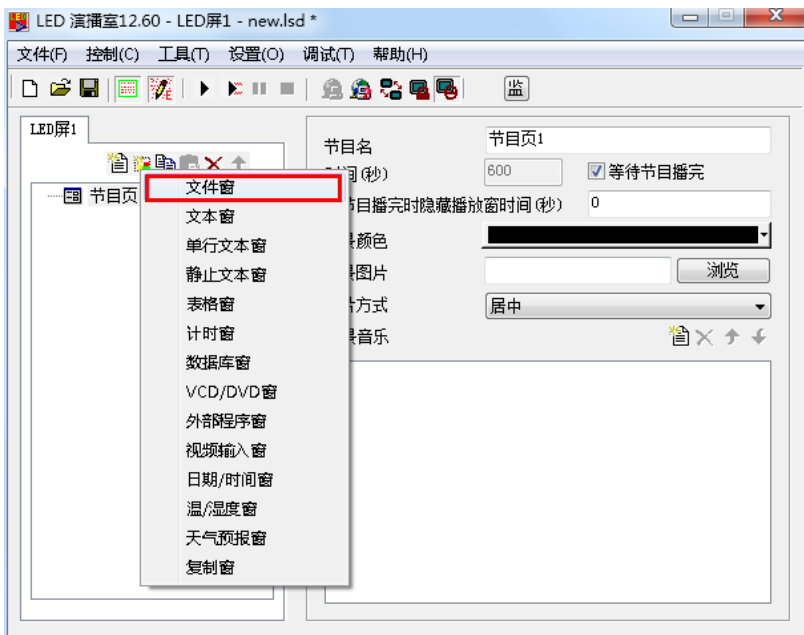 LED 演播室12.60 - LED屏1 - new.lsd *
文件(F) 控制(C) 工具(T) 设置(O) 调试(T) 帮助(H)
监
LED屏1
节目页
文件窗
文本窗
单行文本窗
静止文本窗
表格窗
计时窗
数据库窗
VCD/DVD窗
外部程序窗
视频输入窗
日期/时间窗
温/湿度窗
天气预报窗
复制窗
节目名 节目页1
(秒) 600 等待节目播完
节目播完时隐藏播放窗时间(秒) 0
颜色
图片 浏览
方式 居中
音乐